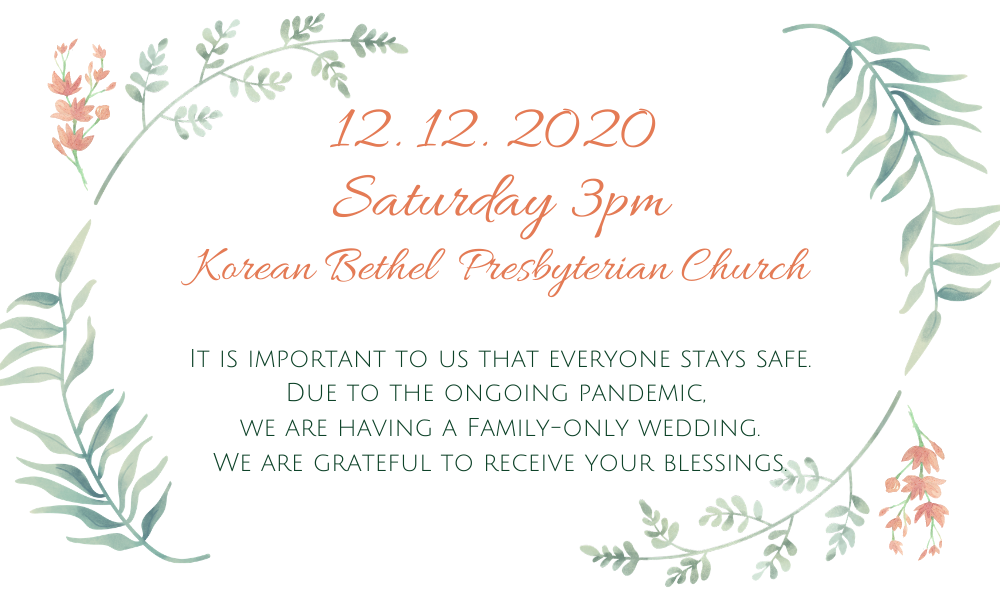 12. 12. 2020
Saturday 3pm
Korean Bethel Presbyterian Church
It is important to us that everyone stays safe.
Due to the ongoing pandemic,
we are having a Family-only wedding.
We are grateful to receive your blessings.